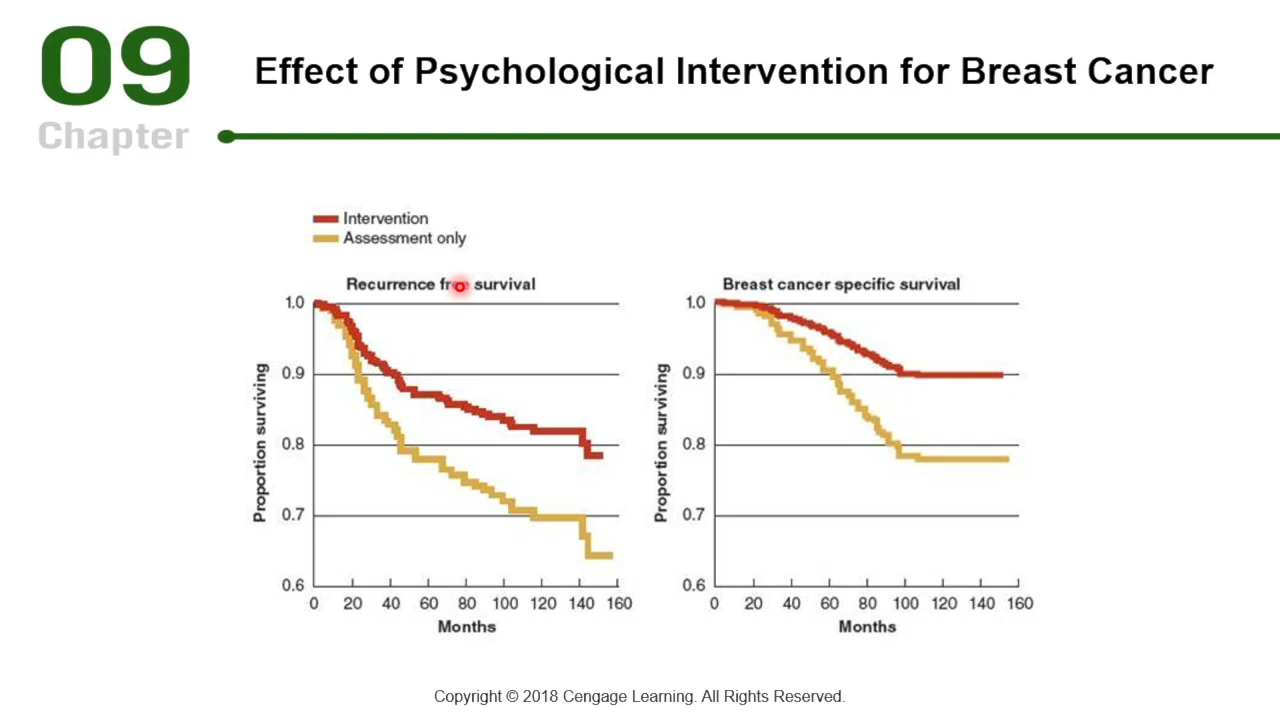 09
Chapter
Effect of Psychological Intervention for Breast Cancer
Intervention
Assessment only
Recurrence fr survival
1.0
0.9
0.8
0.7
0.6
Proportion surviving
0 20 40 60 80 100 120 140 160
Months
Breast cancer specific survival
1.0
0.9
0.8
0.7
0.6
Proportion surviving
0 20 40 60 80 100 120 140 160
Months
Copyright © 2018 Cengage Learning. All Rights Reserved.